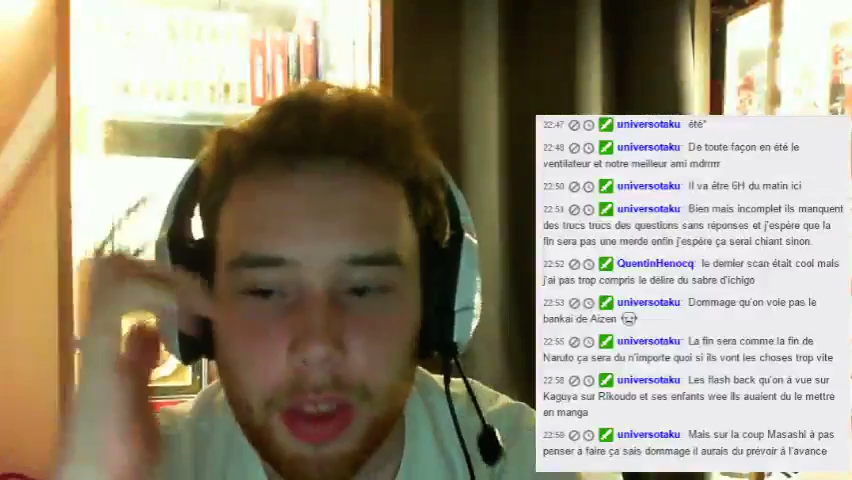 22:47 universotaku: été*
22:48 universotaku: De toute façon en été le
ventilateur et notre meilleur ami mdrrrr
22:50 universotaku: Il va être 6H du matin ici
22:51 universotaku: Bien mais incomplet ils manquent
des trucs trucs des questions sans réponses et j'espère que la
fin sera pas une merde enfin j'espère ça serai chiant sinon.
22:52 QuentinHenocq: le dernier scan était cool mais
j'ai pas trop compris le délire du sabre d'ichigo
22:53 universotaku: Dommage qu'on voie pas le
bankai de Aizen
22:55 universotaku: La fin sera comme la fin de
Naruto ça sera du n'importe quoi si ils vont les choses trop vite
22:58 universotaku: Les flash back qu'on à vue sur
Kaguya sur Rikoudo et ses enfants wee ils auaient du le mettre
en manga
22:59 universotaku: Mais sur la coup Masashi à pas
penser à faire ça sais dommage il aurais du prévoir à l'avance